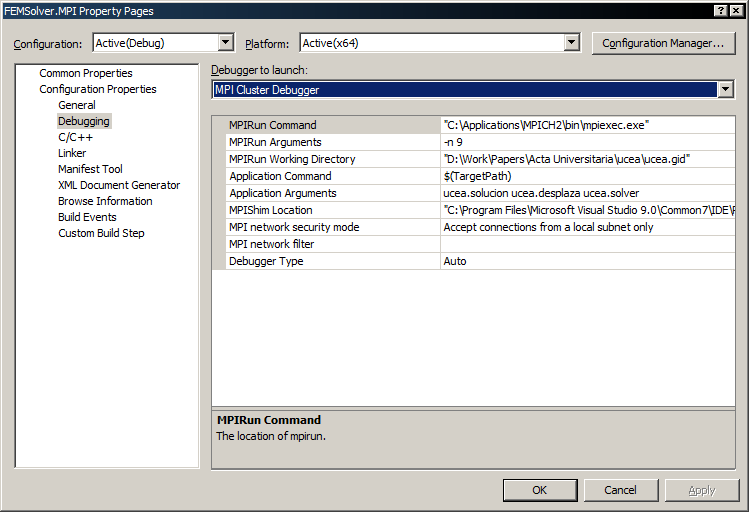 FEMSolver.MPI Property Pages
Configuration: Active(Debug) Platform: Active(x64) Configuration Manager...
Common Properties
Configuration Properties
General
Debugging
C/C++
Linker
Manifest Tool
XML Document Generator
Browse Information
Build Events
Custom Build Step
Debugger to launch:
MPI Cluster Debugger
MPIRun Command "C:\Applications\MPICH2\bin\mpiexec.exe"
MPIRun Arguments -n 9
MPIRun Working Directory "D:\Work\Papers\Acta Universitaria\ucea\ucea.gid"
Application Command $(TargetPath)
Application Arguments ucea.solucion ucea.desplaza ucea.solver
MPIShim Location "C:\Program Files\Microsoft Visual Studio 9.0\Common7\IDE\
MPI network security mode Accept connections from a local subnet only
MPI network filter
Debugger Type Auto
MPIRun Command
The location of mpirun.
OK Cancel Apply